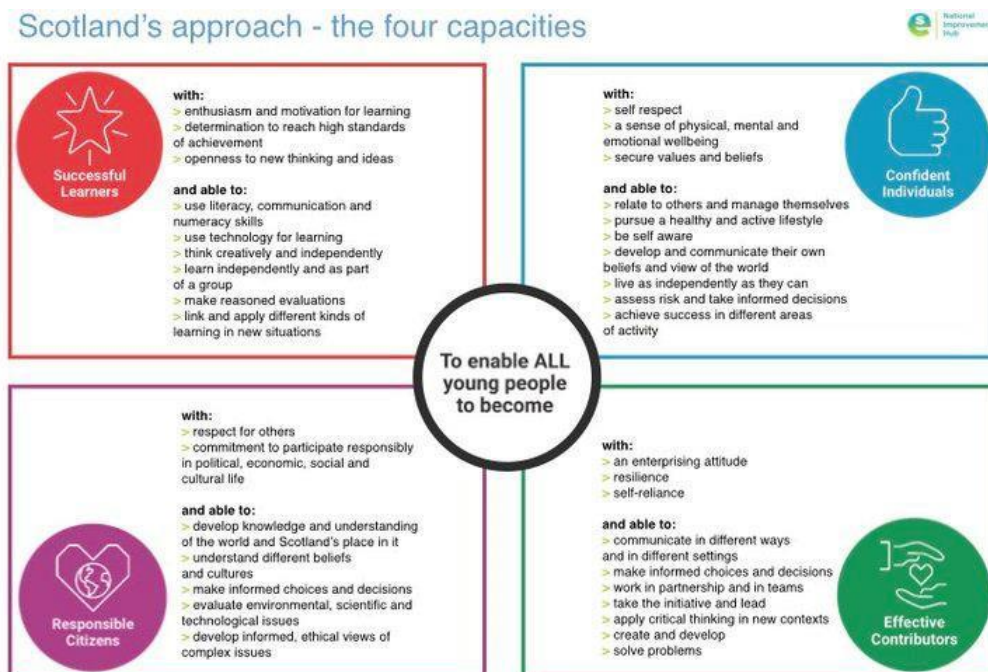 Scotland's approach - the four capacities
National
Improvement
Hub
Successful
Learners
with:
> enthusiasm and motivation for learning
> determination to reach high standards
of achievement
> openness to new thinking and ideas
and able to:
> use literacy, communication and
numeracy skills
> use technology for learning
> think creatively and independently
> learn independently and as part
of a group
> make reasoned evaluations
> link and apply different kinds of
learning in new situations
with:
> self respect
> a sense of physical, mental and
emotional wellbeing
> secure values and beliefs
and able to:
> relate to others and manage themselves
> pursue a healthy and active lifestyle
> be self aware
> develop and communicate their own
beliefs and view of the world
> live as independently as they can
> assess risk and take informed decisions
> achieve success in different areas
of activity
Confident
Individuals
To enable ALL
young people
to become
with:
> respect for others
> commitment to participate responsibly
in political, economic, social and
cultural life
and able to:
> develop knowledge and understanding
of the world and Scotland's place in it
> understand different beliefs
and cultures
> make informed choices and decisions
> evaluate environmental, scientific and
technological issues
> develop informed, ethical views of
complex issues
Responsible
Citizens
with:
> an enterprising attitude
> resilience
> self-reliance
and able to:
> communicate in different ways
and in different settings
> make informed choices and decisions
> work in partnership and in teams
> take the initiative and lead
> apply critical thinking in new contexts
> create and develop
> solve problems
Effective
Contributors